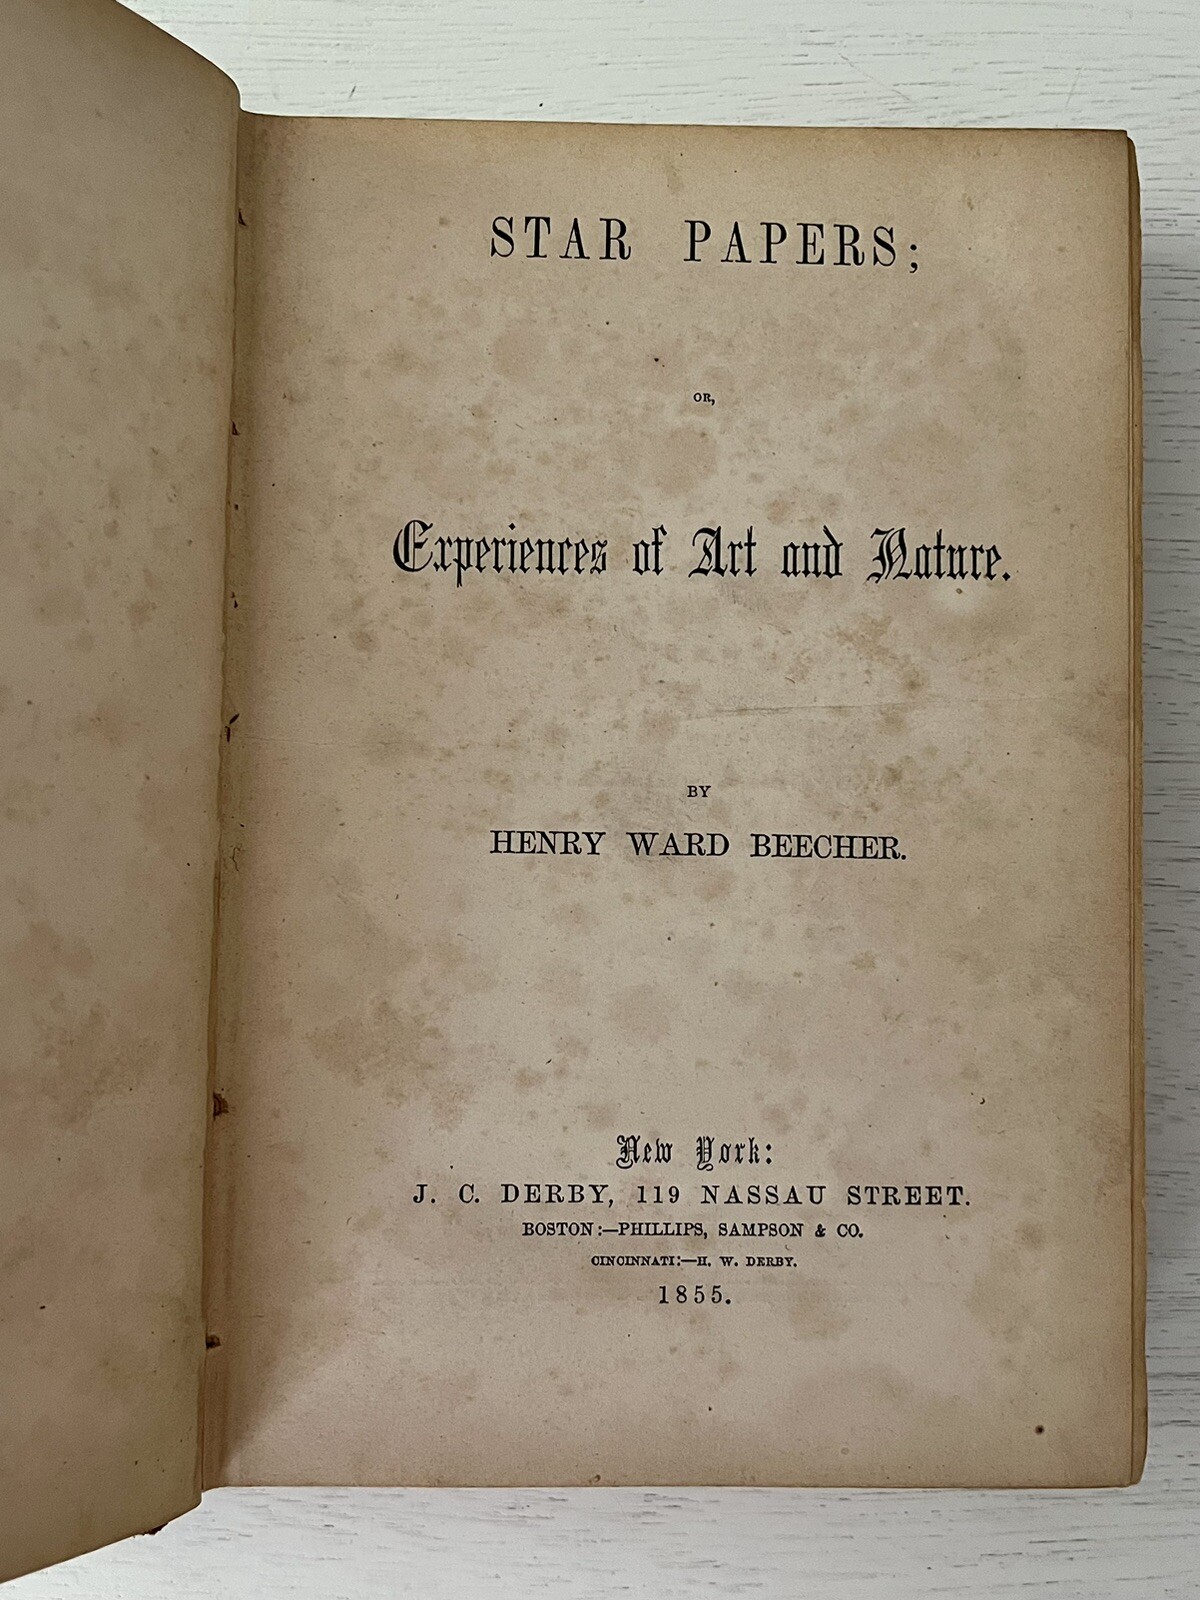 STAR PAPERS;
OR,
Experiences of Art and Nature.
BY
HENRY WARD BEECHER.
New York:
J. C. DERBY, 119 NASSAU STREET.
BOSTON:—PHILLIPS, SAMPSON & CO.
CINCINNATI:—H. W. DERBY.
1855.